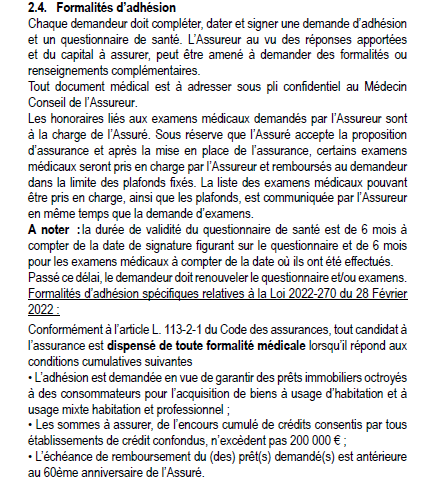 2.4. Formalités d'adhésion
Chaque demandeur doit compléter, dater et signer une demande d'adhésion
et un questionnaire de santé. L'Assureur au vu des réponses apportées
et du capital à assurer, peut être amené à demander des formalités ou
renseignements complémentaires.
Tout document médical est à adresser sous pli confidentiel au Médecin
Conseil de l'Assureur.
Les honoraires liés aux examens médicaux demandés par l'Assureur sont
à la charge de l'Assuré. Sous réserve que l'Assuré accepte la proposition
d'assurance et après la mise en place de l'assurance, certains examens
médicaux seront pris en charge par l'Assureur et remboursés au demandeur
dans la limite des plafonds fixés. La liste des examens médicaux pouvant
être pris en charge, ainsi que les plafonds, est communiquée par l'Assureur
en même temps que la demande d'examens.
A noter : la durée de validité du questionnaire de santé est de 6 mois à
compter de la date de signature figurant sur le questionnaire et de 6 mois
pour les examens médicaux à compter de la date où ils ont été effectués.
Passé ce délai, le demandeur doit renouveler le questionnaire et/ou examens.
Formalités d'adhésion spécifiques relatives à la Loi 2022-270 du 28 Février
2022 :
Conformément à l'article L. 113-2-1 du Code des assurances, tout candidat à
l'assurance est dispensé de toute formalité médicale lorsqu'il répond aux
conditions cumulatives suivantes
• L'adhésion est demandée en vue de garantir des prêts immobiliers octroyés
à des consommateurs pour l'acquisition de biens à usage d'habitation et à
usage mixte habitation et professionnel ;
• Les sommes à assurer, de l'encours cumulé de crédits consentis par tous
établissements de crédit confondus, n'excèdent pas 200 000 € ;
• L'échéance de remboursement du (des) prêt(s) demandé(s) est antérieure
au 60ème anniversaire de l'Assuré.